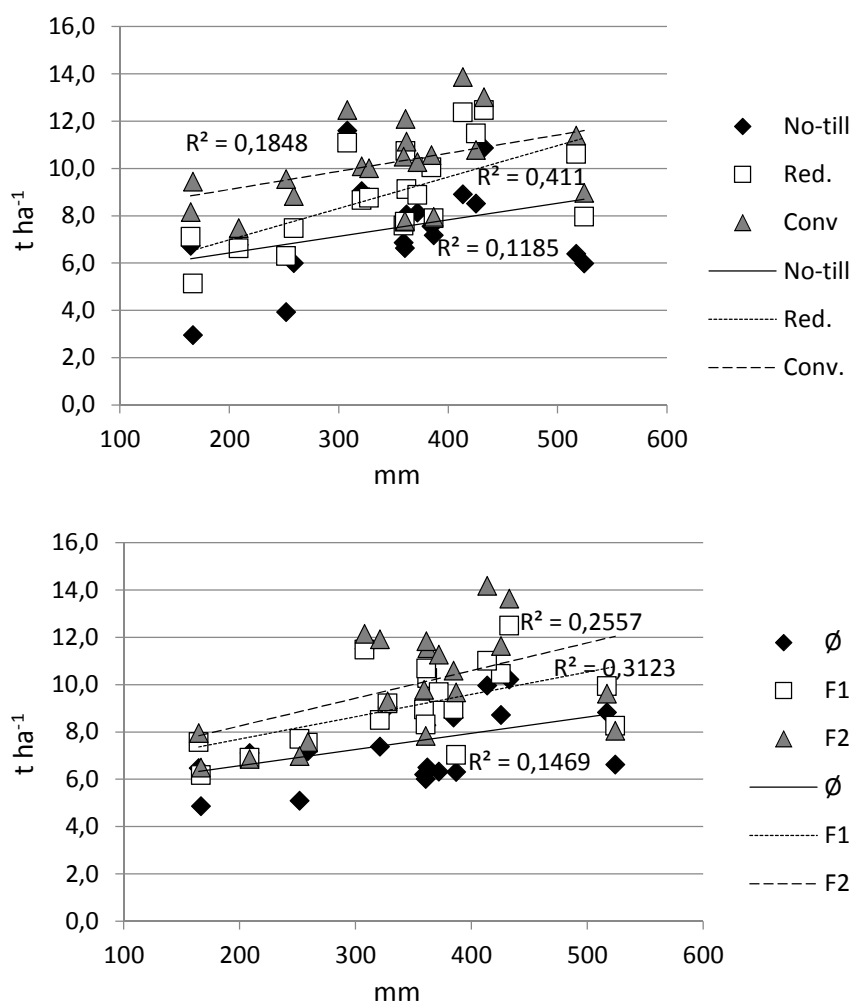 16,0
14,0
12,0
10,0
8,0
6,0
4,0
2,0
0,0
t ha-1
100 200 300 400 500 600
mm
R² = 0,1848
R² = 0,411
R² = 0,1185
No-till
Red.
Conv
No-till
Red.
Conv.
16,0
14,0
12,0
10,0
8,0
6,0
4,0
2,0
0,0
t ha-1
100 200 300 400 500 600
mm
R² = 0,2557
R² = 0,3123
R² = 0,1469
Ø
F1
F2
Ø
F1
F2